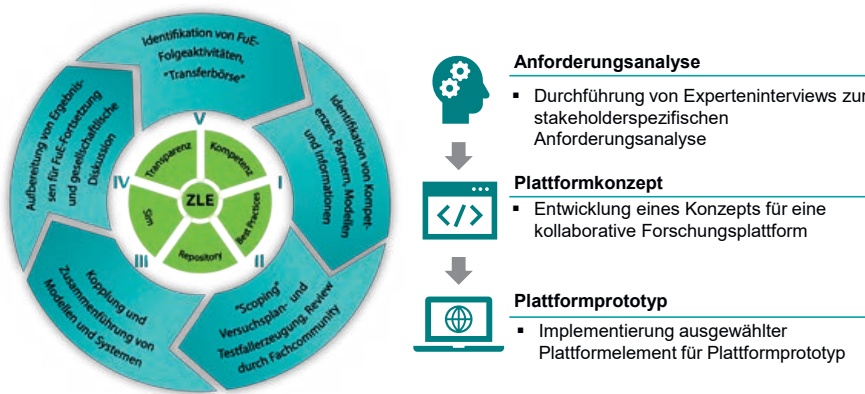 Identifikation von FuE-
Folgeaktivitäten,
"Transferbörse"
Identifikation von Kompet-
enzen, Partnern, Modellen
und Informationen
"Scoping"
Versuchsplan- und
Testfallerzeugung, Review
durch Fachcommunity
Kopplung und
Zusammenführung von
Modellen und Systemen
Aufbereitung von Ergebnis-
sen für FuE-Fortsetzung
und gesellschaftliche
Diskussion
V
I
II
III
IV
Transparenz
Kompetenz
Best Practices
Repository
Sim
ZLE
Anforderungsanalyse
▪ Durchführung von Experteninterviews zur
stakeholderspezifischen
Anforderungsanalyse
Plattformkonzept
</>
▪ Entwicklung eines Konzepts für eine
kollaborative Forschungsplattform
Plattformprototyp
▪ Implementierung ausgewählter
Plattformelement für Plattformprototyp